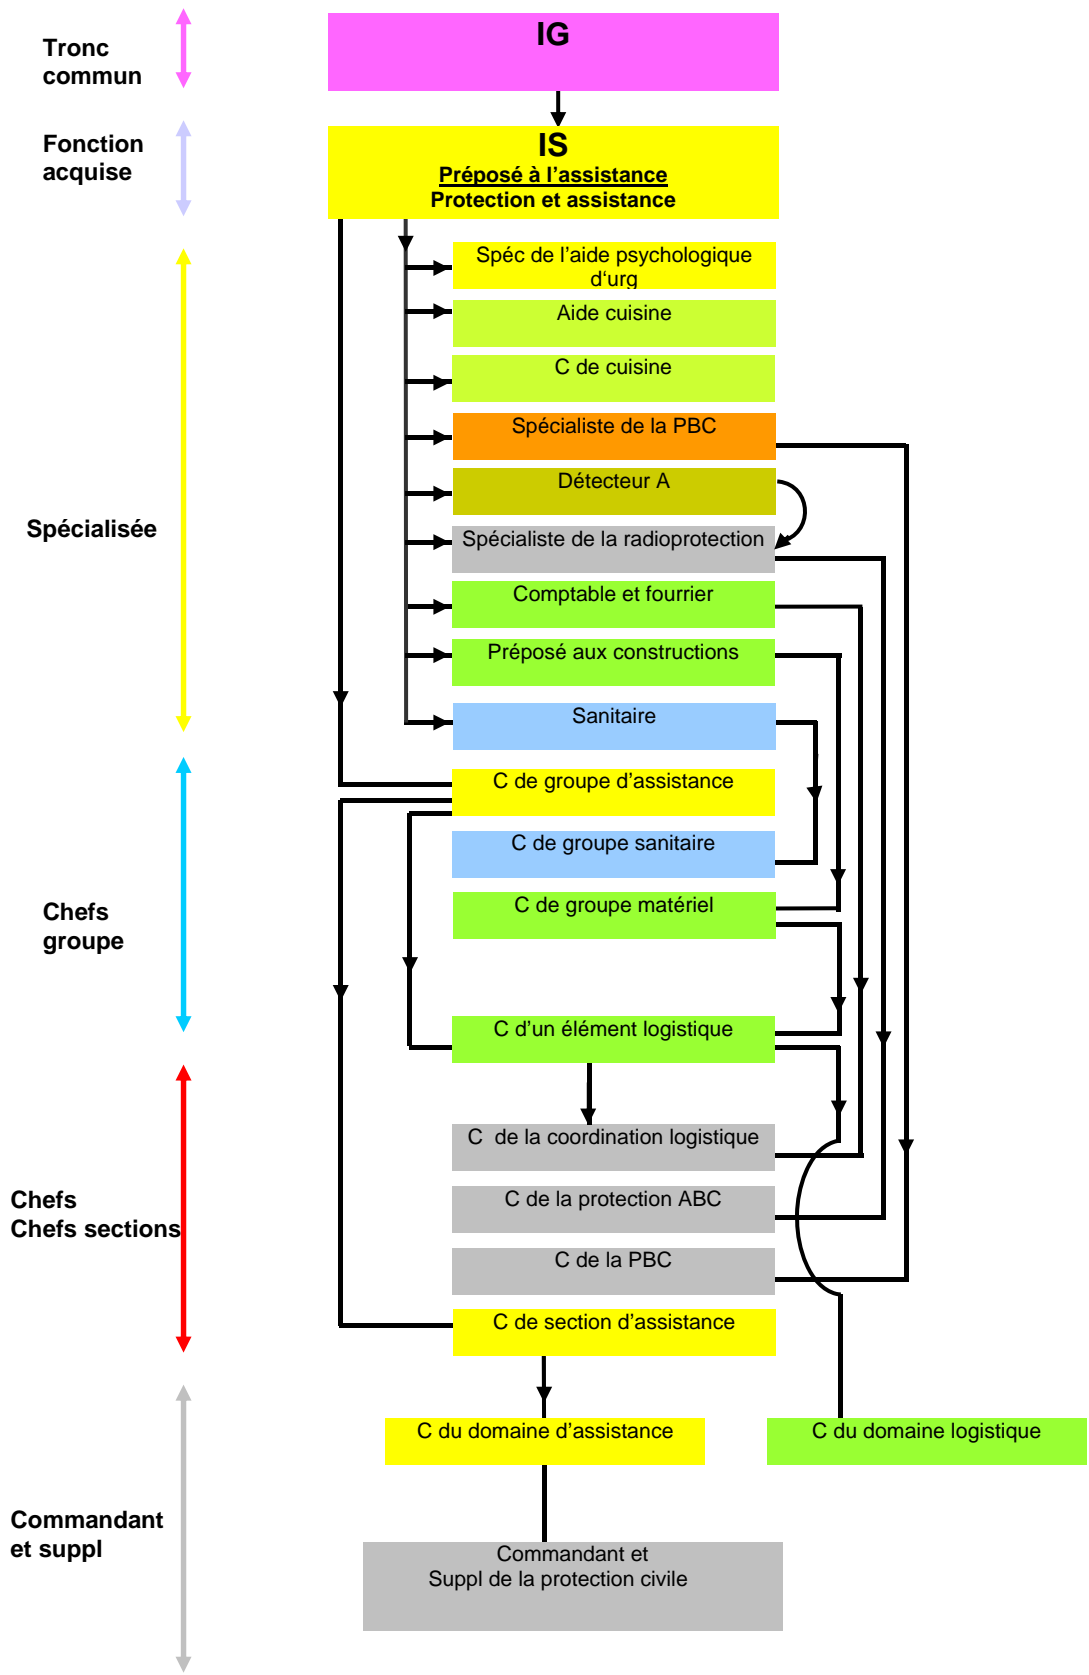 Tronc
commun
IG
Fonction
acquise
IS
Préposé à l'assistance
Protection et assistance
Spécialisée
Spéc de l'aide psychologique
d'urg
Aide cuisine
C de cuisine
Spécialiste de la PBC
Détecteur A
Spécialiste de la radioprotection
Comptable et fourrier
Préposé aux constructions
Sanitaire
Chefs
groupe
C de groupe d'assistance
C de groupe sanitaire
C de groupe matériel
C d'un élément logistique
Chefs
Chefs sections
C  de la coordination logistique
C de la protection ABC
C de la PBC
C de section d'assistance
Commandant
et suppl
C du domaine d'assistance
C du domaine logistique
Commandant et
Suppl de la protection civile